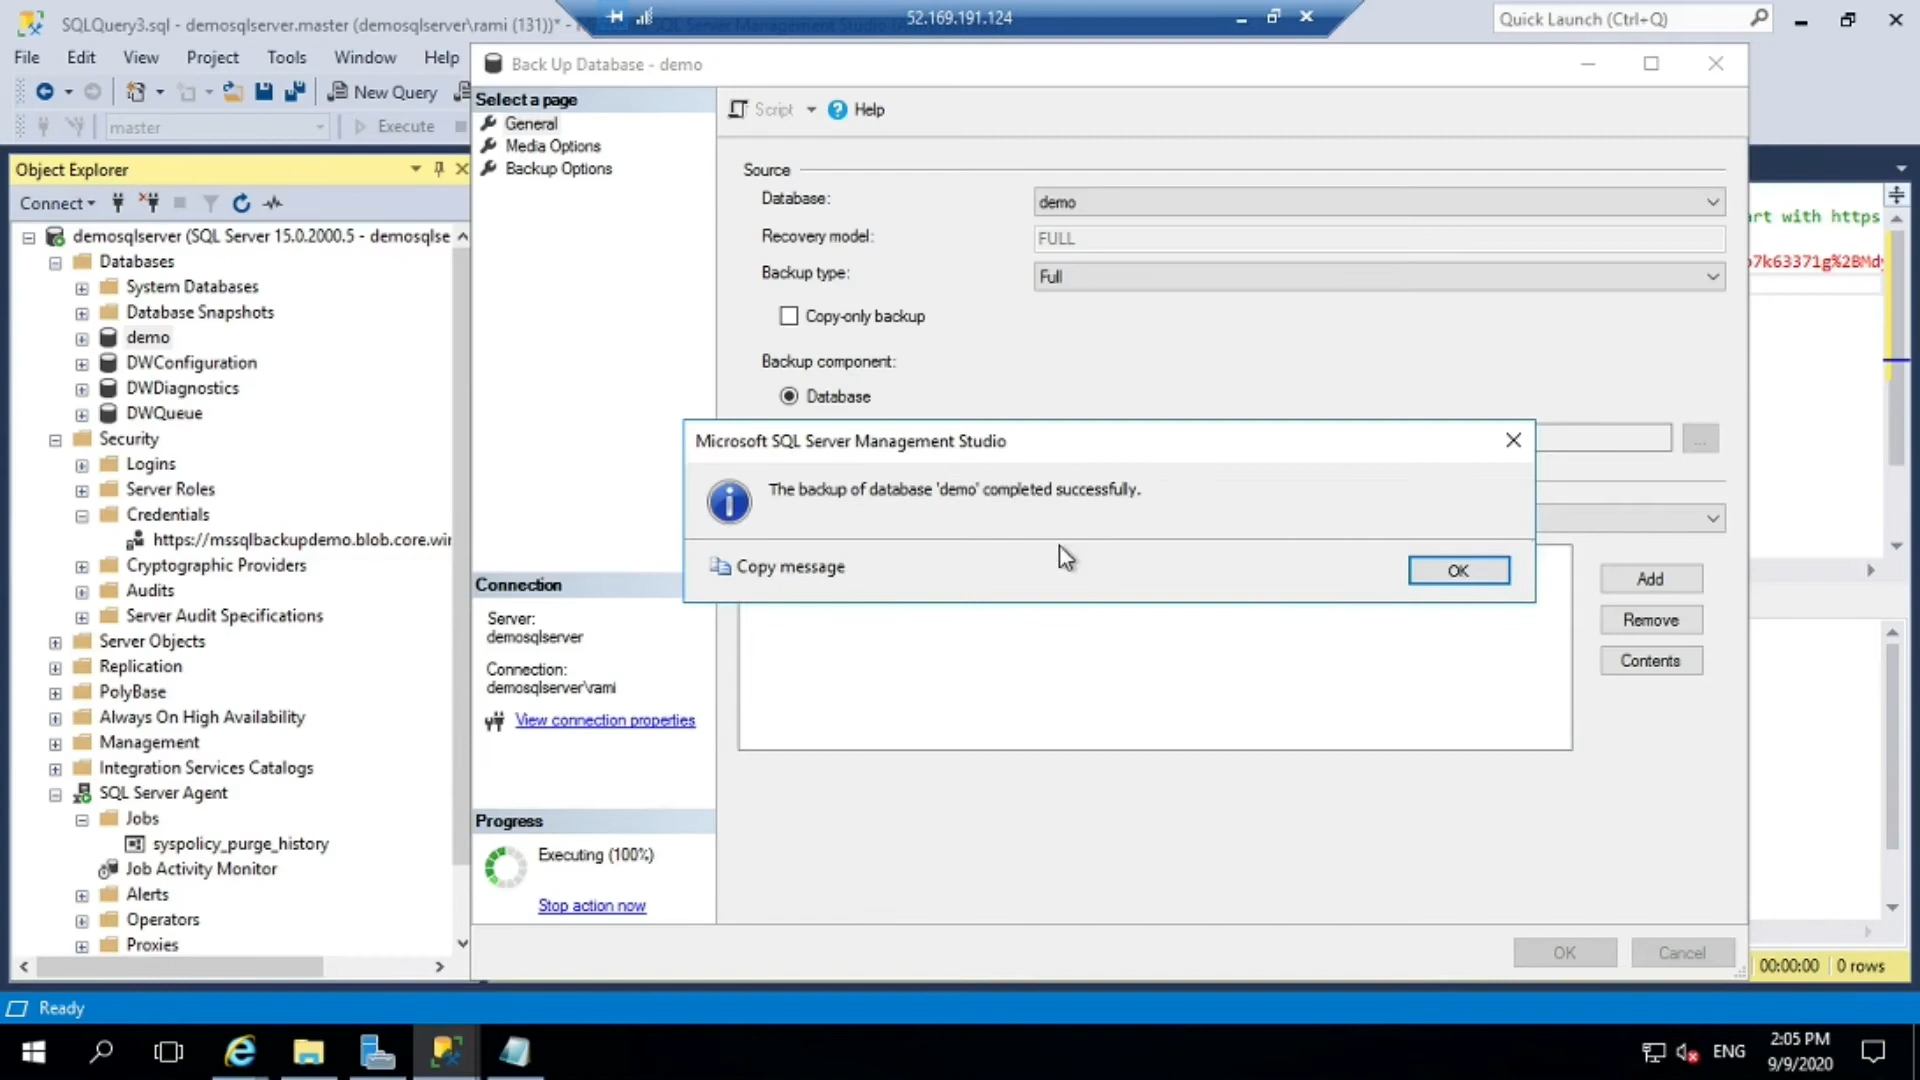 SQLQuery3.sql - demosqlserver.master (demosqlserver\rami (131))* - M
SQL Server Management Studio
52.169.191.124
Quick Launch (Ctrl+Q)
File Edit View Project Tools Window Help
New Query
master
Execute
Object Explorer
Connect
demosqlserver (SQL Server 15.0.2000.5 - demosqlse
Databases
System Databases
Database Snapshots
demo
DWConfiguration
DWDiagnostics
DWQueue
Security
Logins
Server Roles
Credentials
https://mssqlbackupdemo.blob.core.wir
Cryptographic Providers
Audits
Server Audit Specifications
Server Objects
Replication
PolyBase
Always On High Availability
Management
Integration Services Catalogs
SQL Server Agent
Jobs
syspolicy_purge_history
Job Activity Monitor
Alerts
Operators
Proxies
Back Up Database - demo
Select a page
General
Media Options
Backup Options
Script
Help
Source
Database:
demo
Recovery model:
FULL
Backup type:
Full
Copy-only backup
Backup component:
Database
...
Microsoft SQL Server Management Studio
The backup of database 'demo' completed successfully.
Copy message
OK
Add
Remove
Contents
Connection
Server:
demosqlserver
Connection:
demosqlserver\rami
View connection properties
Progress
Executing (100%)
Stop action now
OK
Cancel
art with https
7k63371g%2BMdy
00:00:00
0 rows
Ready
ENG
2:05 PM
9/9/2020